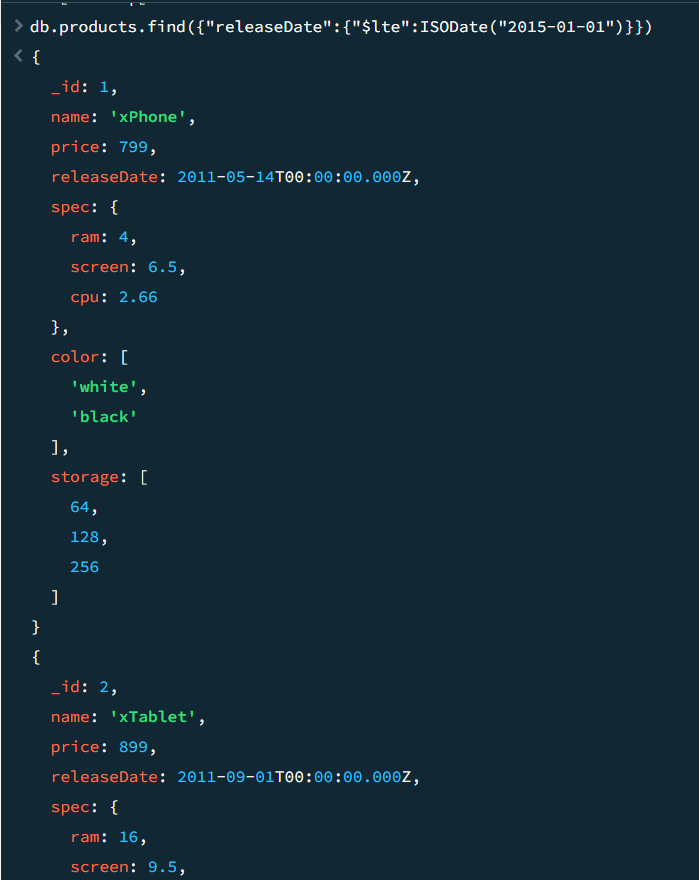 > db.products.find({"releaseDate":{"$lte":ISODate("2015-01-01")}})
< {
_id: 1,
name: 'xPhone',
price: 799,
releaseDate: 2011-05-14T00:00:00.000Z,
spec: {
ram: 4,
screen: 6.5,
cpu: 2.66
},
color: [
'white',
'black'
],
storage: [
64,
128,
256
]
}
{
_id: 2,
name: 'xTablet',
price: 899,
releaseDate: 2011-09-01T00:00:00.000Z,
spec: {
ram: 16,
screen: 9.5,